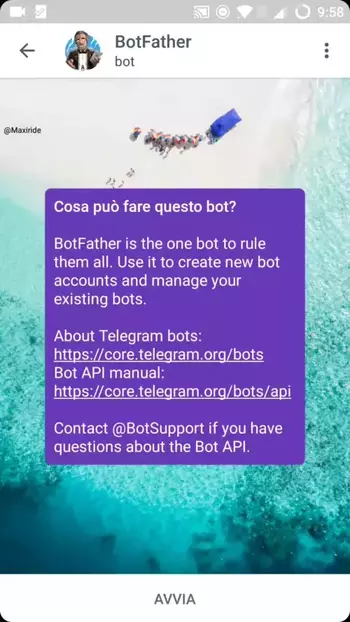 9:58
BotFather
bot
@Maxiride
Cosa può fare questo bot?
BotFather is the one bot to rule
them all. Use it to create new bot
accounts and manage your
existing bots.
About Telegram bots:
https://core.telegram.org/bots
Bot API manual:
https://core.telegram.org/bots/api
Contact @BotSupport if you have
questions about the Bot API.
AVVIA